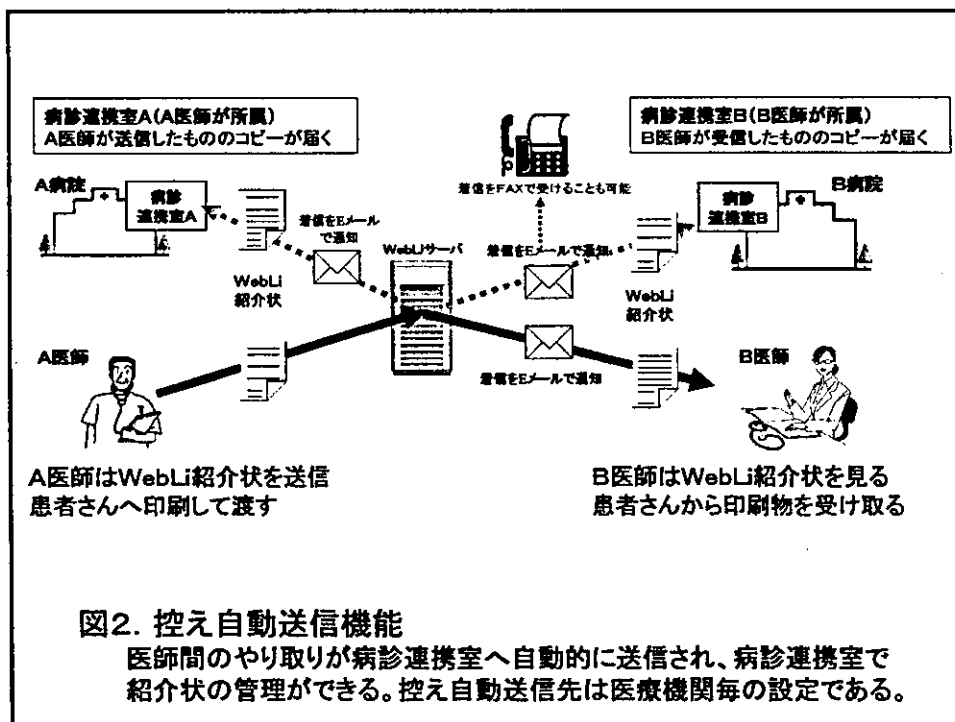 病診連携室A(A医師が所属)
A医師が送信したもののコピーが届く
病診連携室B(B医師が所属)
B医師が受信したもののコピーが届く
着信をFAXで受けることも可能
A病院
病診
連携室A
着信をEメール
で通知
WebLiサーバ
着信をEメールで通知
病診
連携室B
B病院
WebLi
紹介状
WebLi
紹介状
A医師
着信をEメールで通知
B医師
A医師はWebLi紹介状を送信
患者さんへ印刷して渡す
B医師はWebLi紹介状を見る
患者さんから印刷物を受け取る
図2. 控え自動送信機能
医師間のやり取りが病診連携室へ自動的に送信され、病診連携室で
紹介状の管理ができる。控え自動送信先は医療機関毎の設定である。